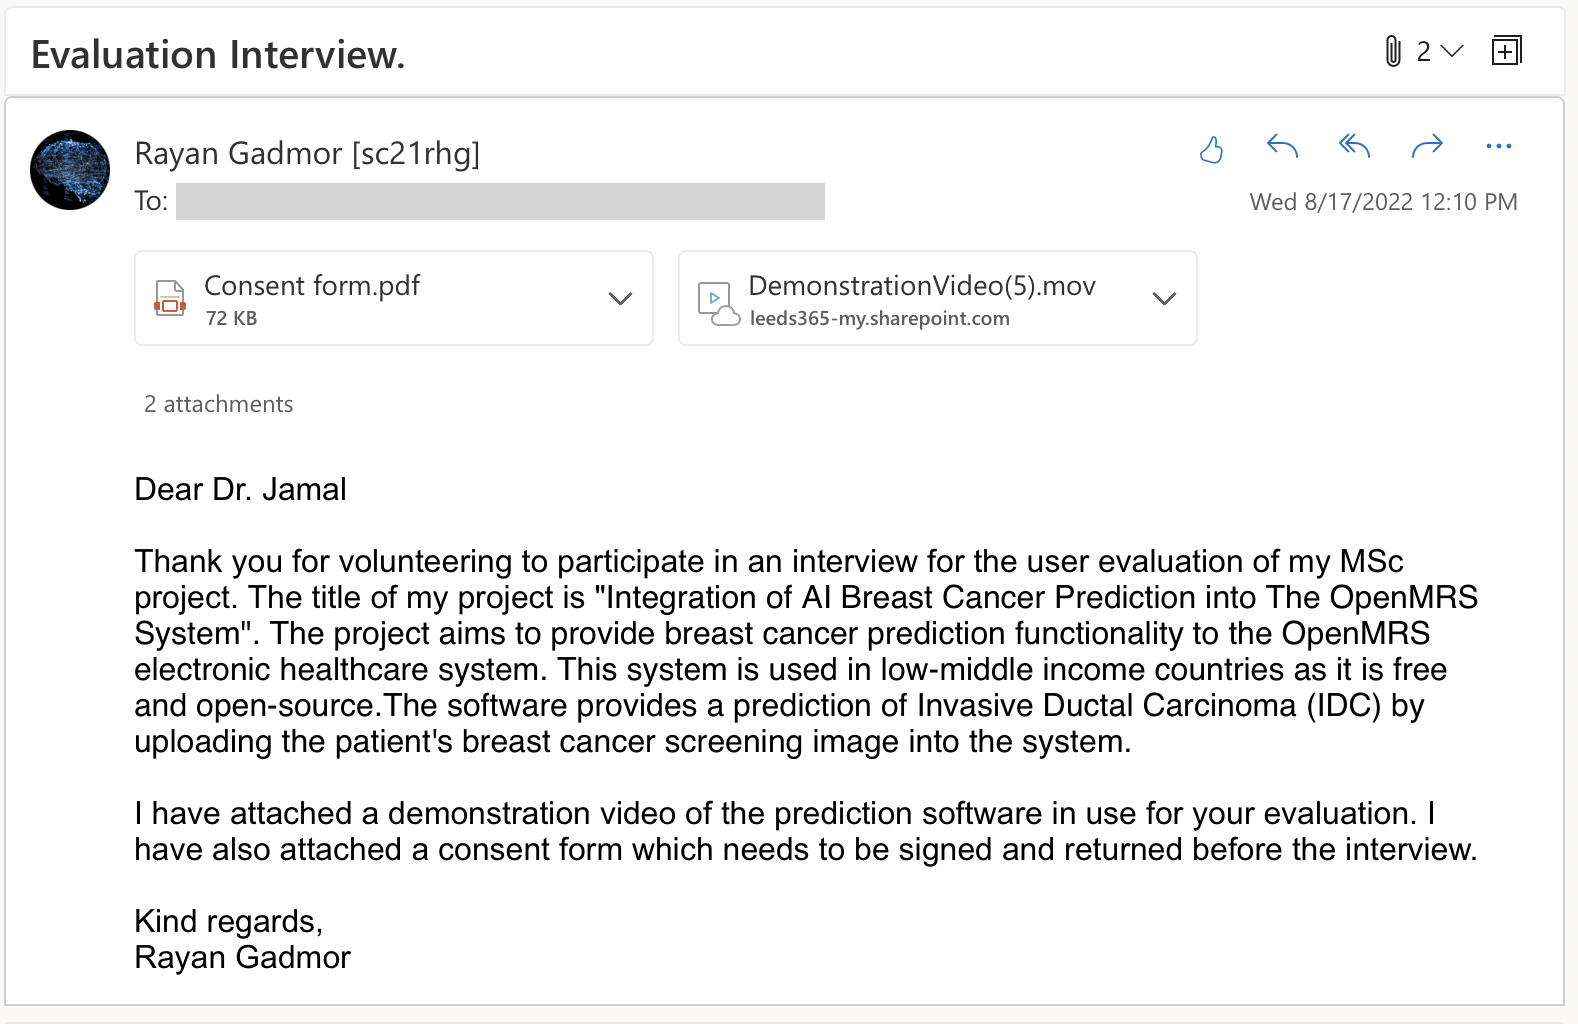 Evaluation Interview.
2
Rayan Gadmor [sc21rhg]
To:
Wed 8/17/2022 12:10 PM
Consent form.pdf
72 KB
DemonstrationVideo(5).mov
leeds365-my.sharepoint.com
2 attachments
Dear Dr. Jamal
Thank you for volunteering to participate in an interview for the user evaluation of my MSc
project. The title of my project is "Integration of AI Breast Cancer Prediction into The OpenMRS
System". The project aims to provide breast cancer prediction functionality to the OpenMRS
electronic healthcare system. This system is used in low-middle income countries as it is free
and open-source.The software provides a prediction of Invasive Ductal Carcinoma (IDC) by
uploading the patient's breast cancer screening image into the system.
I have attached a demonstration video of the prediction software in use for your evaluation. I
have also attached a consent form which needs to be signed and returned before the interview.
Kind regards,
Rayan Gadmor